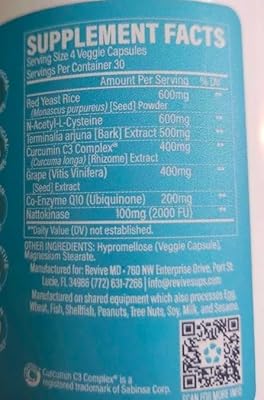 SUPPLEMENT FACTS
Serving Size 4 Veggie Capsules
Servings Per Container 30
Amount Per Serving % DV
Red Yeast Rice 600mg **
(Monascus purpureus) [Seed] Powder
N-Acetyl-L-Cysteine 600mg **
Terminalia arjuna [Bark] Extract 500mg **
Curcumin C3 Complex® 400mg **
(Curcuma longa) [Rhizome] Extract
Grape (Vitis Vinifera) 400mg **
[Seed] Extract
Co-Enzyme Q10 (Ubiquinone) 200mg **
Nattokinase 100mg (2000 FU) **
**Daily Value (DV) not established.
OTHER INGREDIENTS: Hypromellose (Veggie Capsule),
Magnesium Stearate.
Manufactured for: Revive MD • 760 NW Enterprise Drive, Port St.
Lucie, FL 34986 (772) 631-7266 | info@revivesups.com
Manufactured on shared equipment which also processes Egg,
Wheat, Fish, Shellfish, Peanuts, Tree Nuts, Soy, Milk, and Sesame.
Curcumin C3 Complex® is a
registered trademark of Sabinsa Corp.
SCAN FOR MORE INFO